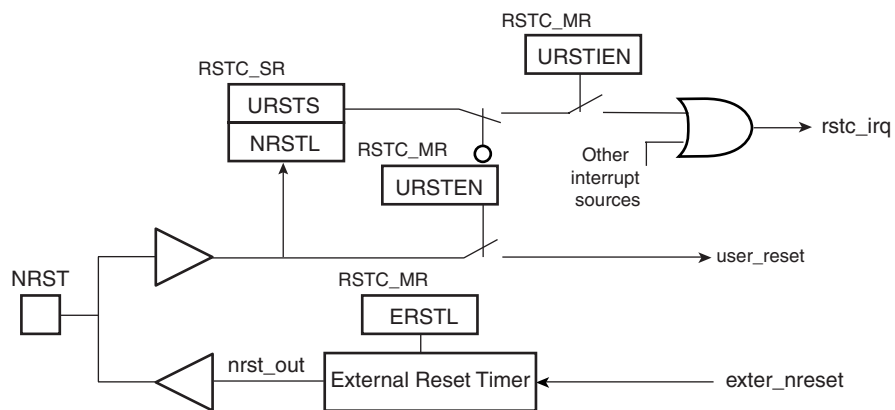 RSTC_MR
URSTIEN
RSTC_SR
URSTS
NRSTL
rstc_irq
RSTC_MR
URSTEN
Other
interrupt
sources
NRST
user_reset
RSTC_MR
ERSTL
nrst_out
External Reset Timer
exter_nreset